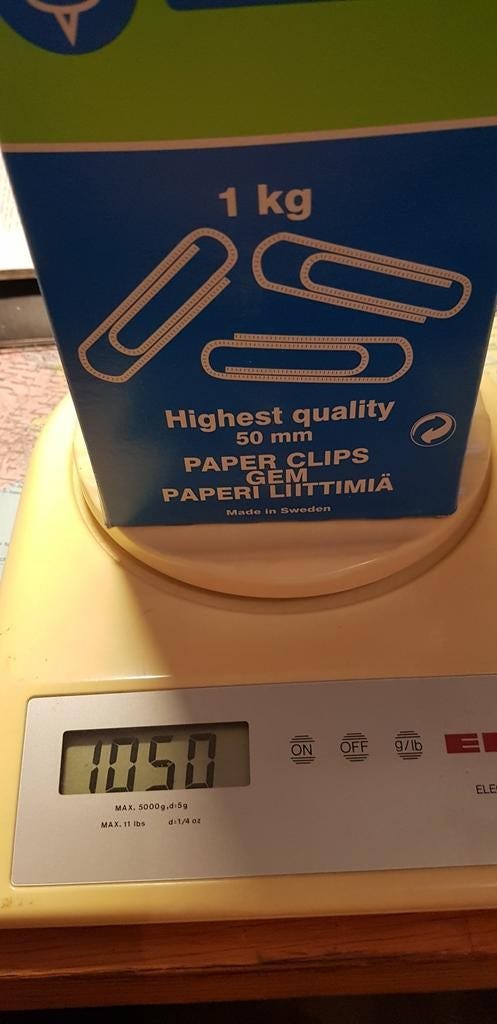 1 kg
Highest quality
50 mm
PAPER CLIPS
GEM
PAPERI LIITTIMIÄ
Made in Sweden
1050
ON OFF g/lb
MAX. 5000g,d=5g
MAX. 11 lbs d=1/4 oz